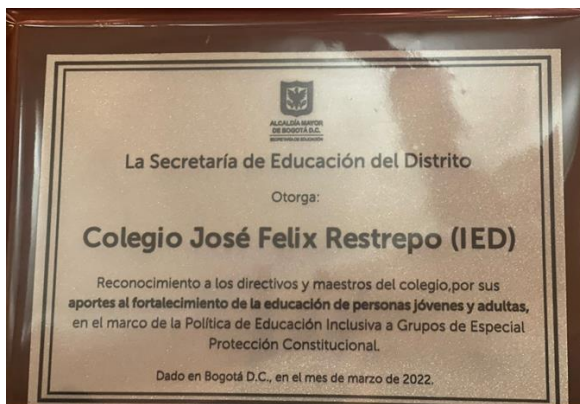 ALCALDÍA MAYOR
DE BOGOTÁ D.C.
SECRETARÍA DE EDUCACIÓN
La Secretaría de Educación del Distrito
Otorga:
Colegio José Felix Restrepo (IED)
Reconocimiento a los directivos y maestros del colegio,por sus
aportes al fortalecimiento de la educación de personas jóvenes y adultas,
en el marco de la Política de Educación Inclusiva a Grupos de Especial
Protección Constitucional.
Dado en Bogotá D.C., en el mes de marzo de 2022.